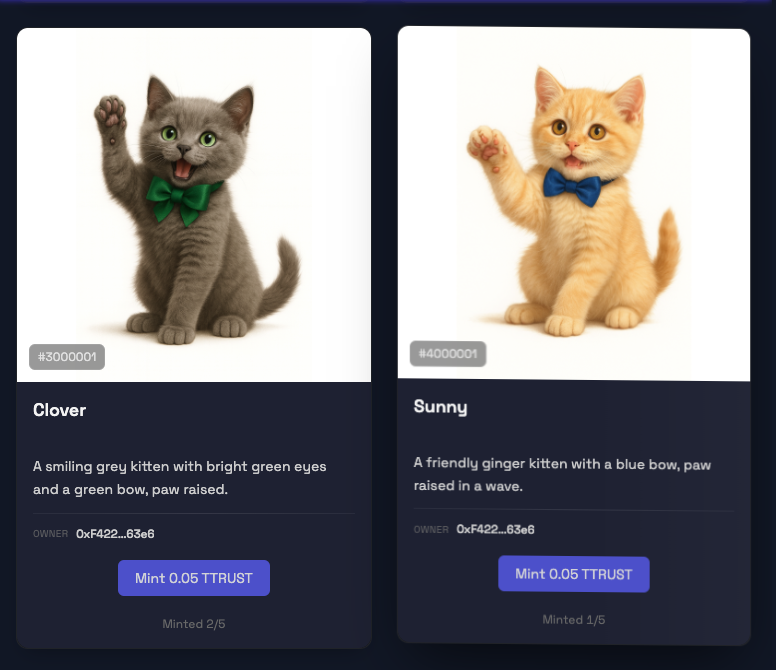 #3000001
Clover
A smiling grey kitten with bright green eyes
and a green bow, paw raised.
OWNER 0xF422...63e6
Mint 0.05 TTRUST
Minted 2/5
#4000001
Sunny
A friendly ginger kitten with a blue bow, paw
raised in a wave.
OWNER 0xF422...63e6
Mint 0.05 TTRUST
Minted 1/5